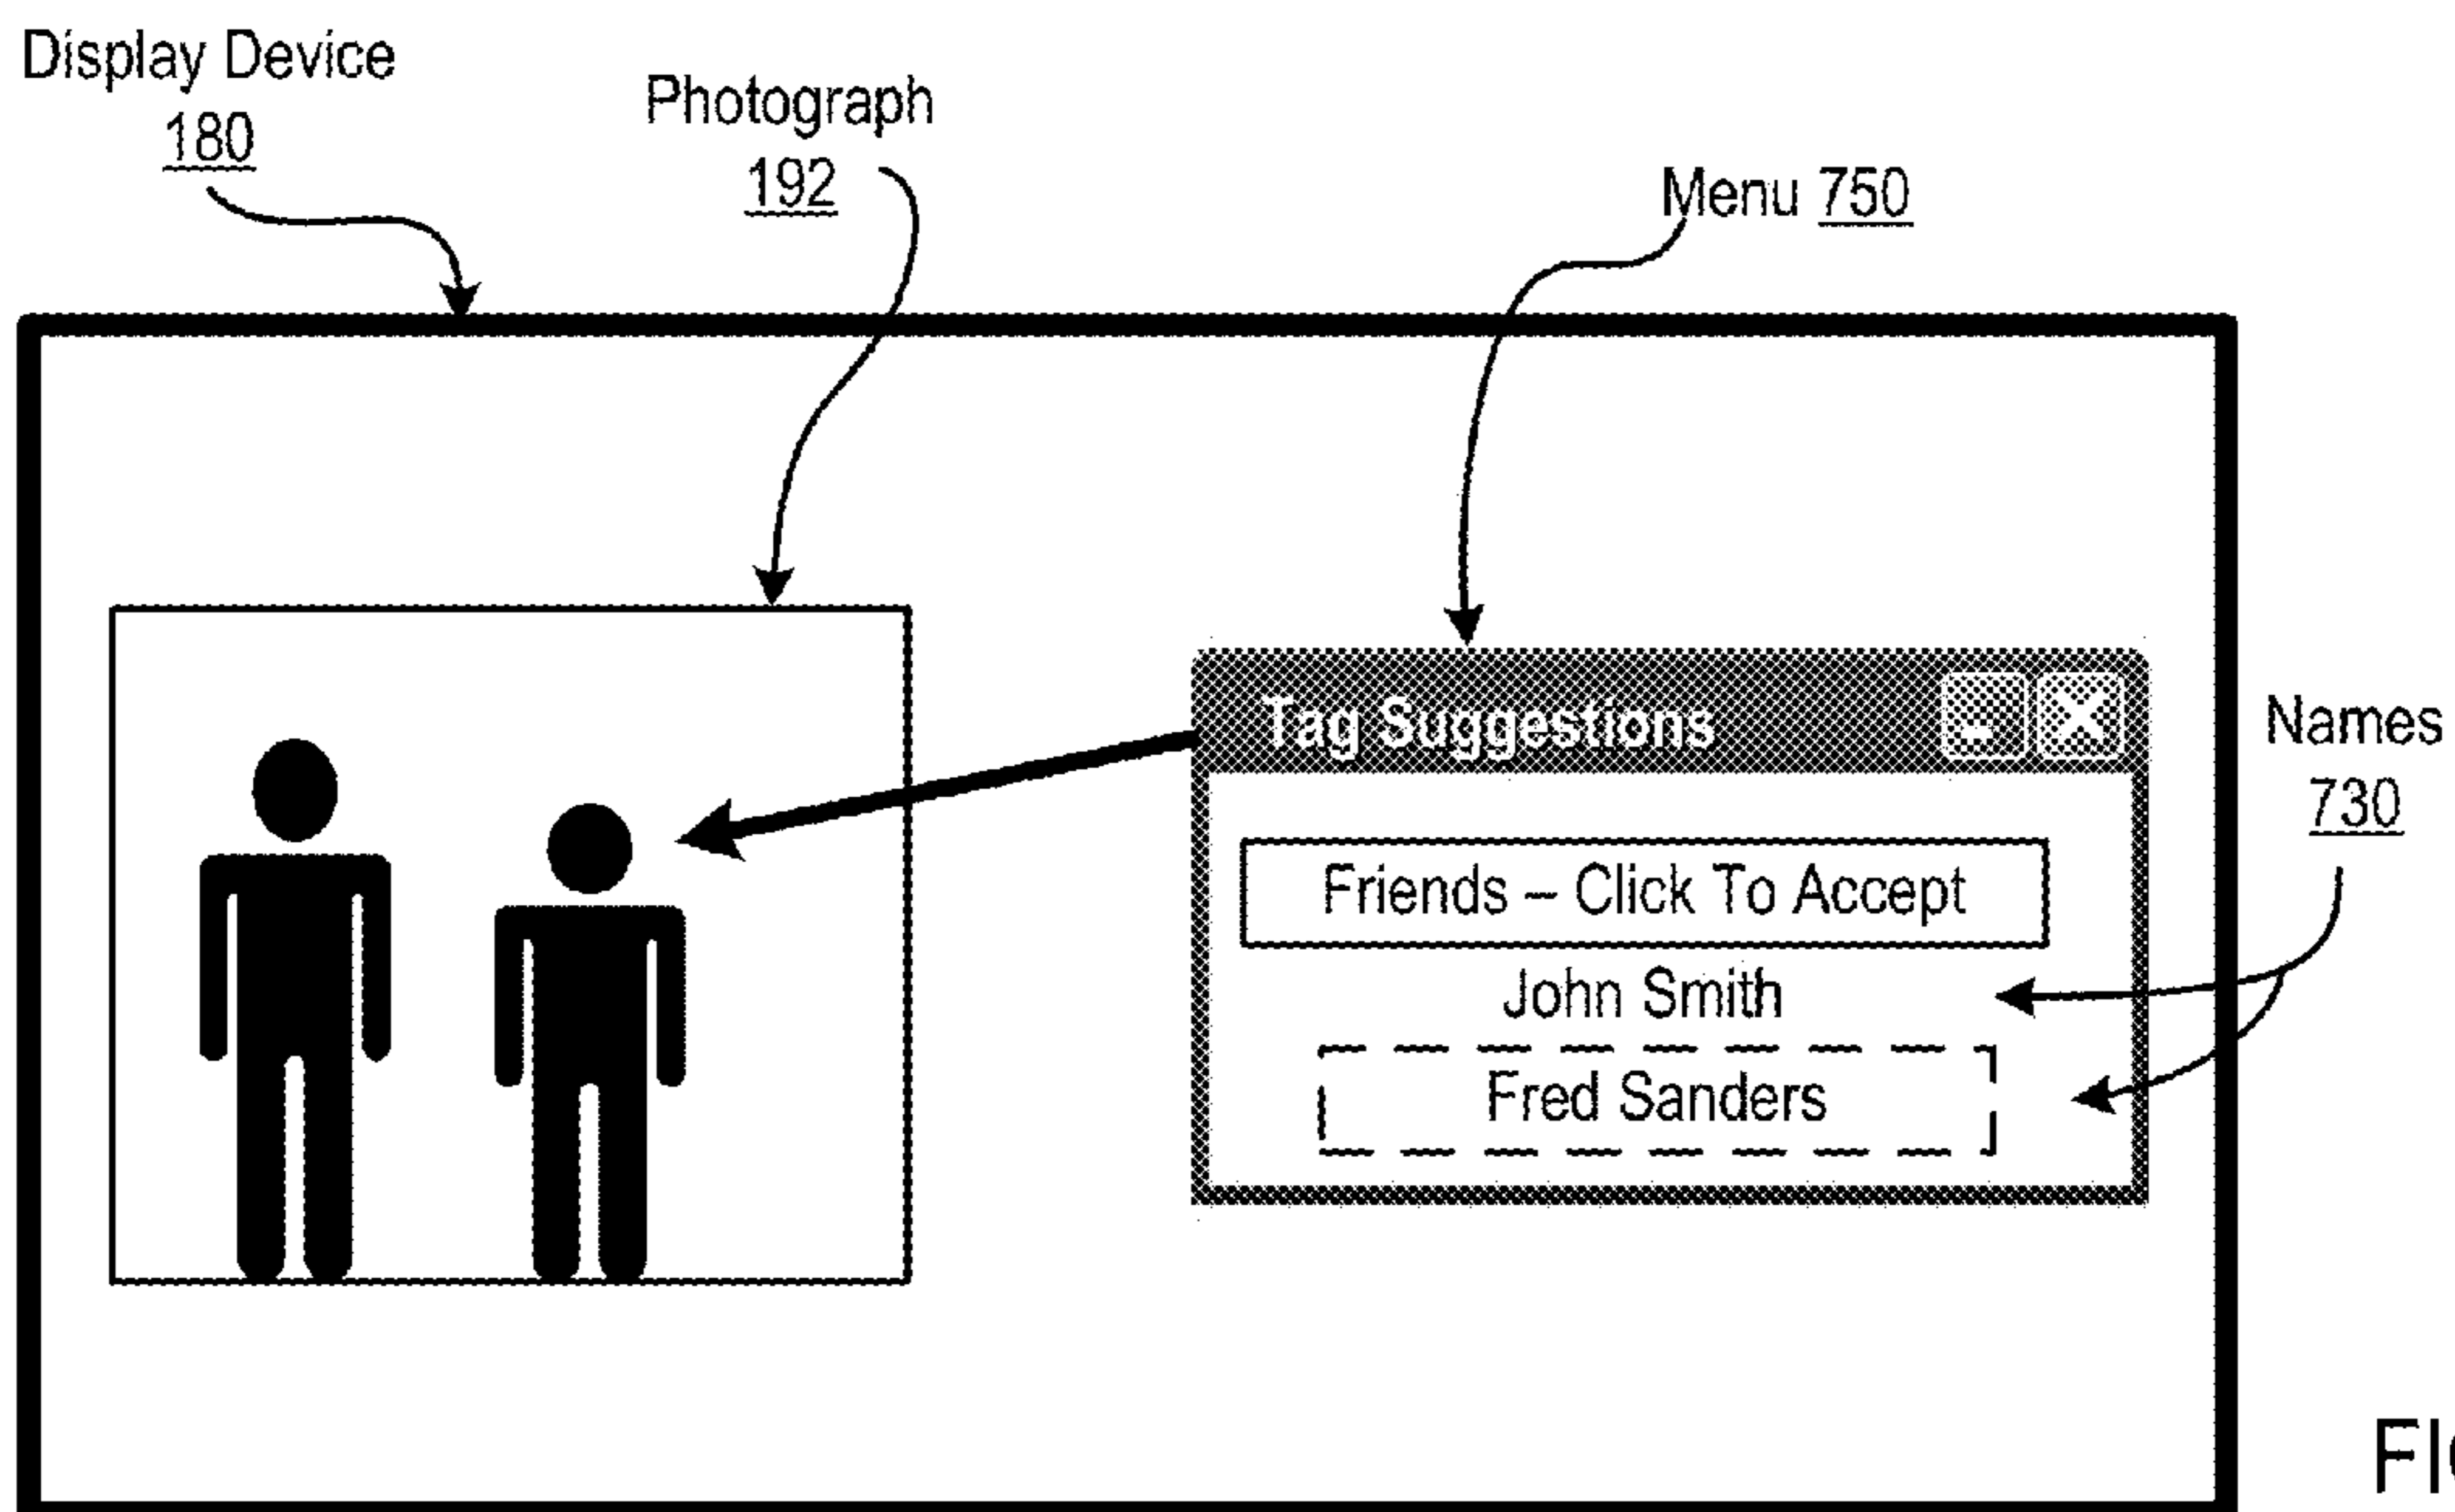 Display Device
180
Photograph
192
Menu 750
Tag Suggestions
Names
730
Friends – Click To Accept
John Smith
Fred Sanders